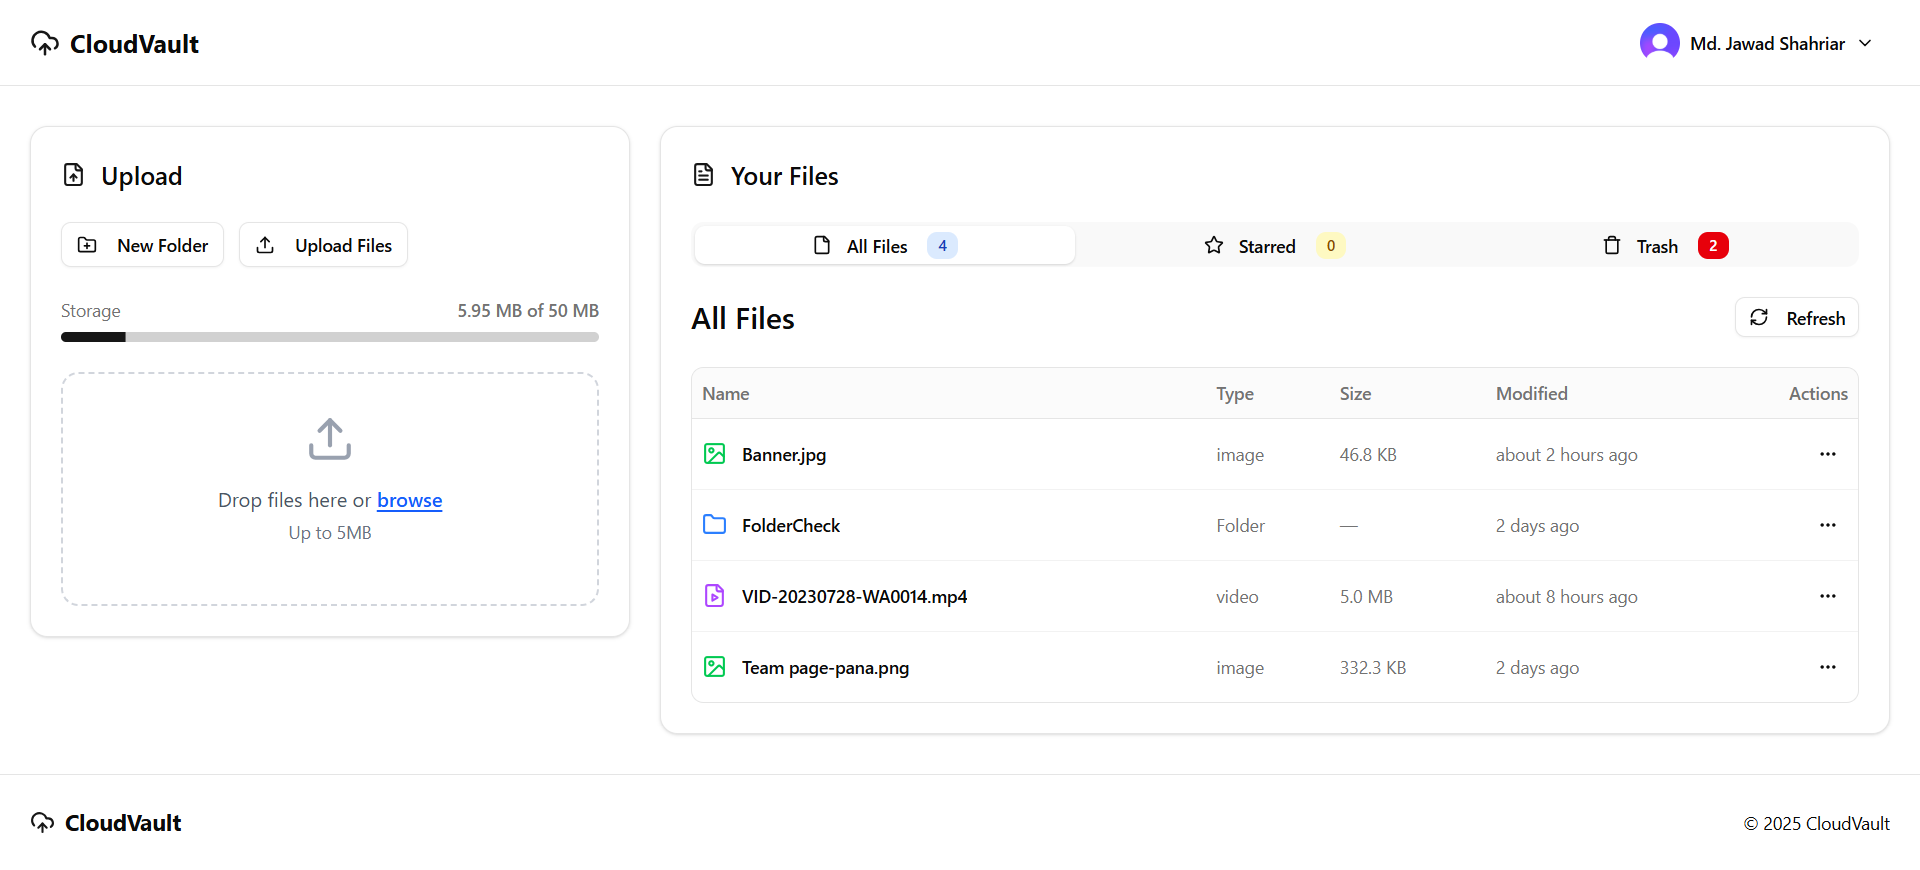 CloudVault
Md. Jawad Shahriar
Upload
New Folder
Upload Files
Storage
5.95 MB of 50 MB
Drop files here or browse
Up to 5MB
Your Files
All Files 4
Starred 0
Trash 2
All Files
Refresh
Name Type Size Modified Actions
Banner.jpg image 46.8 KB about 2 hours ago
FolderCheck Folder — 2 days ago
VID-20230728-WA0014.mp4 video 5.0 MB about 8 hours ago
Team page-pana.png image 332.3 KB 2 days ago
CloudVault
© 2025 CloudVault